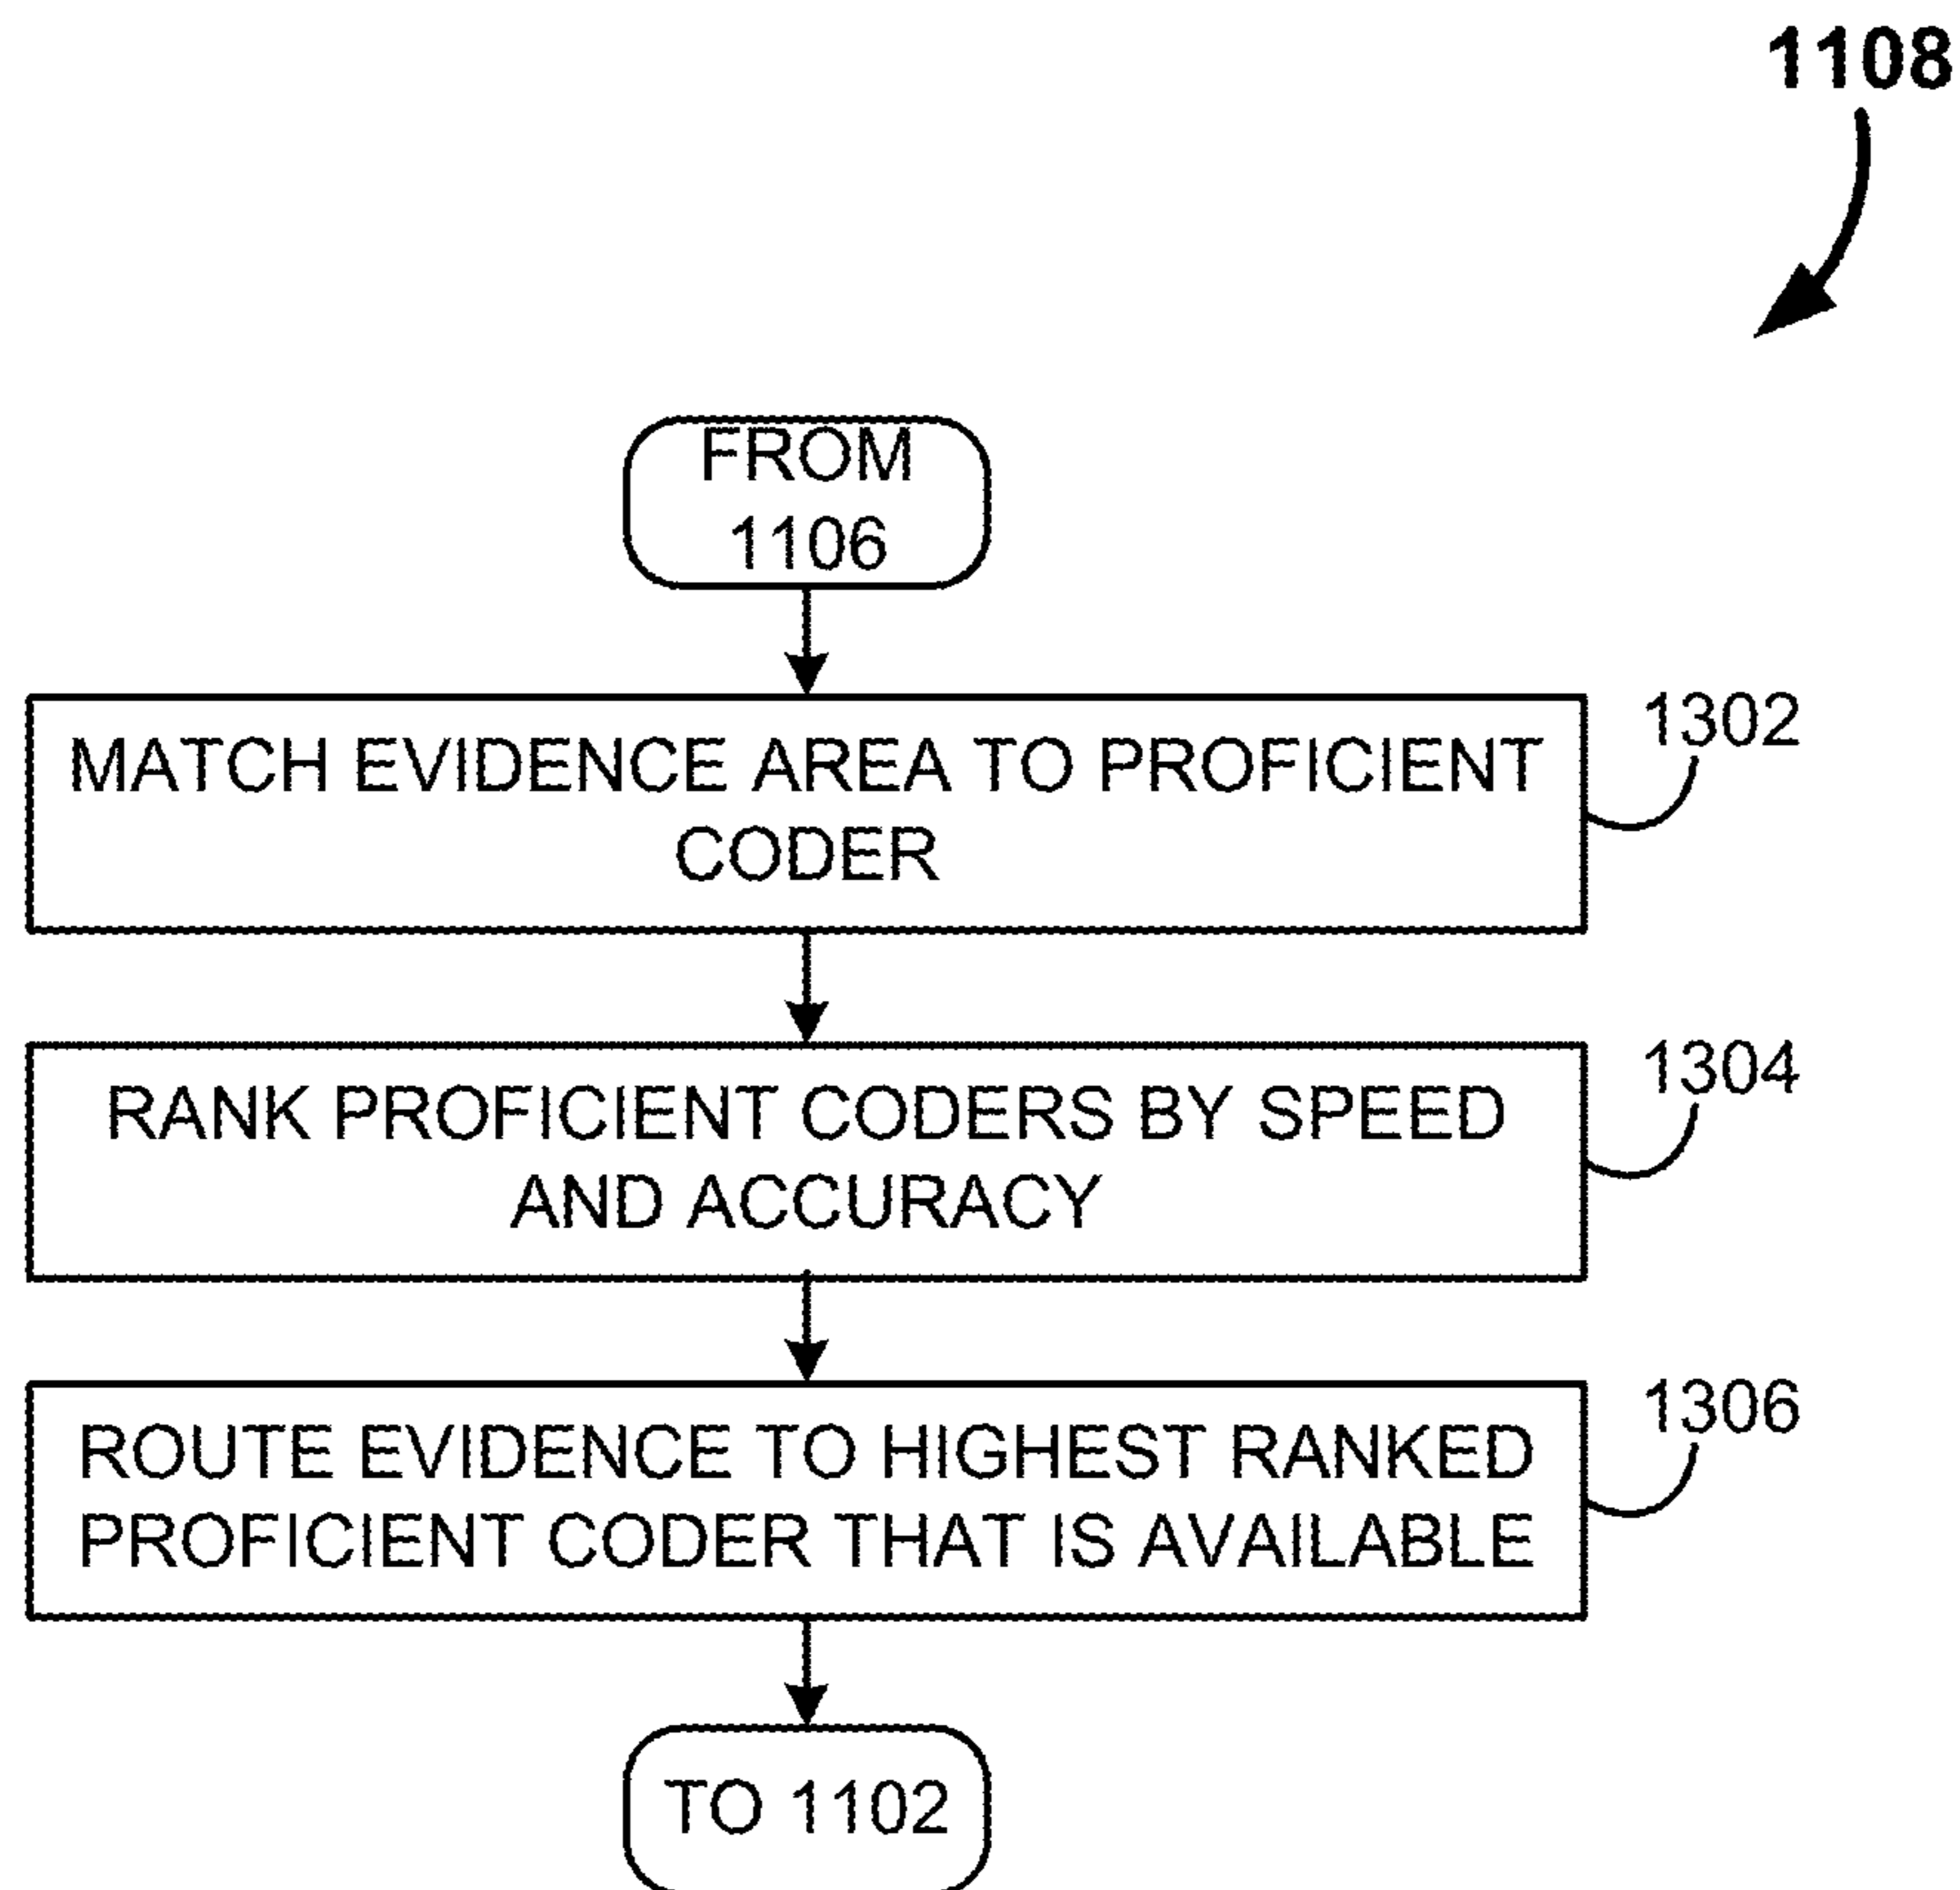 1108
FROM
1106
1302
MATCH EVIDENCE AREA TO PROFICIENT
CODER
1304
RANK PROFICIENT CODERS BY SPEED
AND ACCURACY
1306
ROUTE EVIDENCE TO HIGHEST RANKED
PROFICIENT CODER THAT IS AVAILABLE
TO 1102